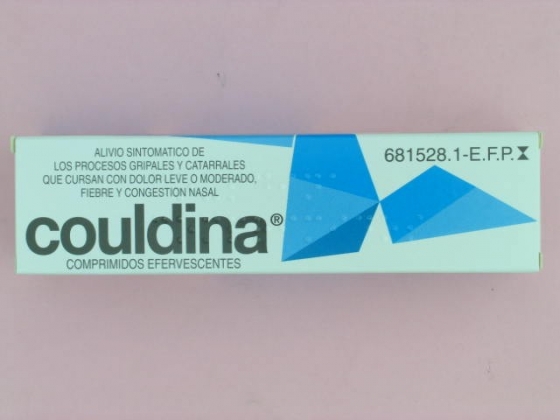 ALIVIO SINTOMATICO DE
LOS PROCESOS GRIPALES Y CATARRALES
QUE CURSAN CON DOLOR LEVE O MODERADO,
FIEBRE Y CONGESTION NASAL
couldina®
COMPRIMIDOS EFERVESCENTES
681528.1-E.F.P.